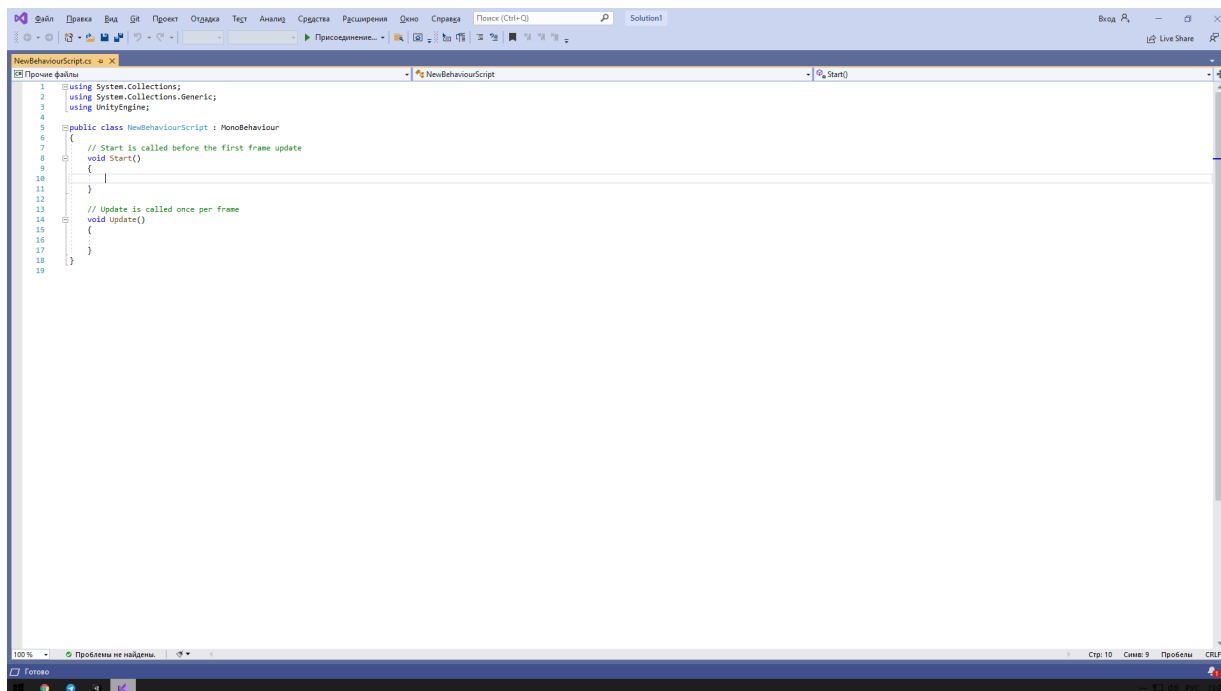 Файл Правка Вид Git Проект Отладка Тест Анализ Средства Расширения Окно Справка Поиск (Ctrl+Q) Solution1 Вход
Присоединение... Live Share
NewBehaviourScript.cs
C# Прочие файлы NewBehaviourScript Start()
1 using System.Collections;
2 using System.Collections.Generic;
3 using UnityEngine;
4
5 public class NewBehaviourScript : MonoBehaviour
6 {
7 // Start is called before the first frame update
8 void Start()
9 {
10
11 }
12
13 // Update is called once per frame
14 void Update()
15 {
16
17 }
18 }
19
100 % Проблемы не найдены. Стр: 10 Симв: 9 Пробелы CRLF
Готово 1